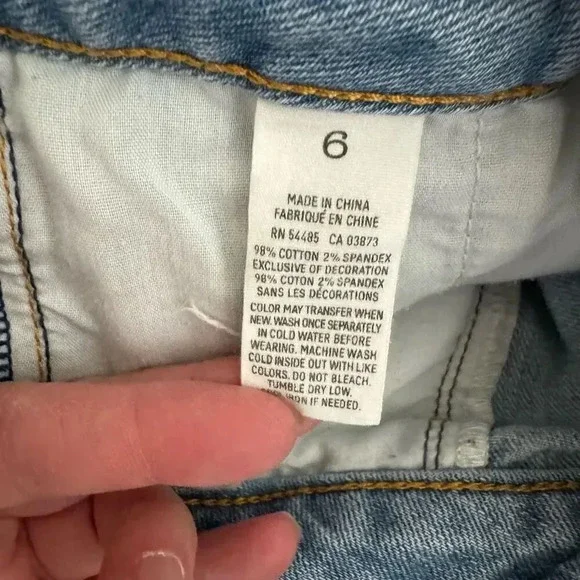 6
MADE IN CHINA
FABRIQUÉ EN CHINE
RN 54485 CA 03873
98% COTTON 2% SPANDEX
EXCLUSIVE OF DECORATION
98% COTON 2% SPANDEX
SANS LES DÉCORATIONS
COLOR MAY TRANSFER WHEN
NEW. WASH ONCE SEPARATELY
IN COLD WATER BEFORE
WEARING. MACHINE WASH
COLD INSIDE OUT WITH LIKE
COLORS. DO NOT BLEACH.
TUMBLE DRY LOW.
IRON IF NEEDED.